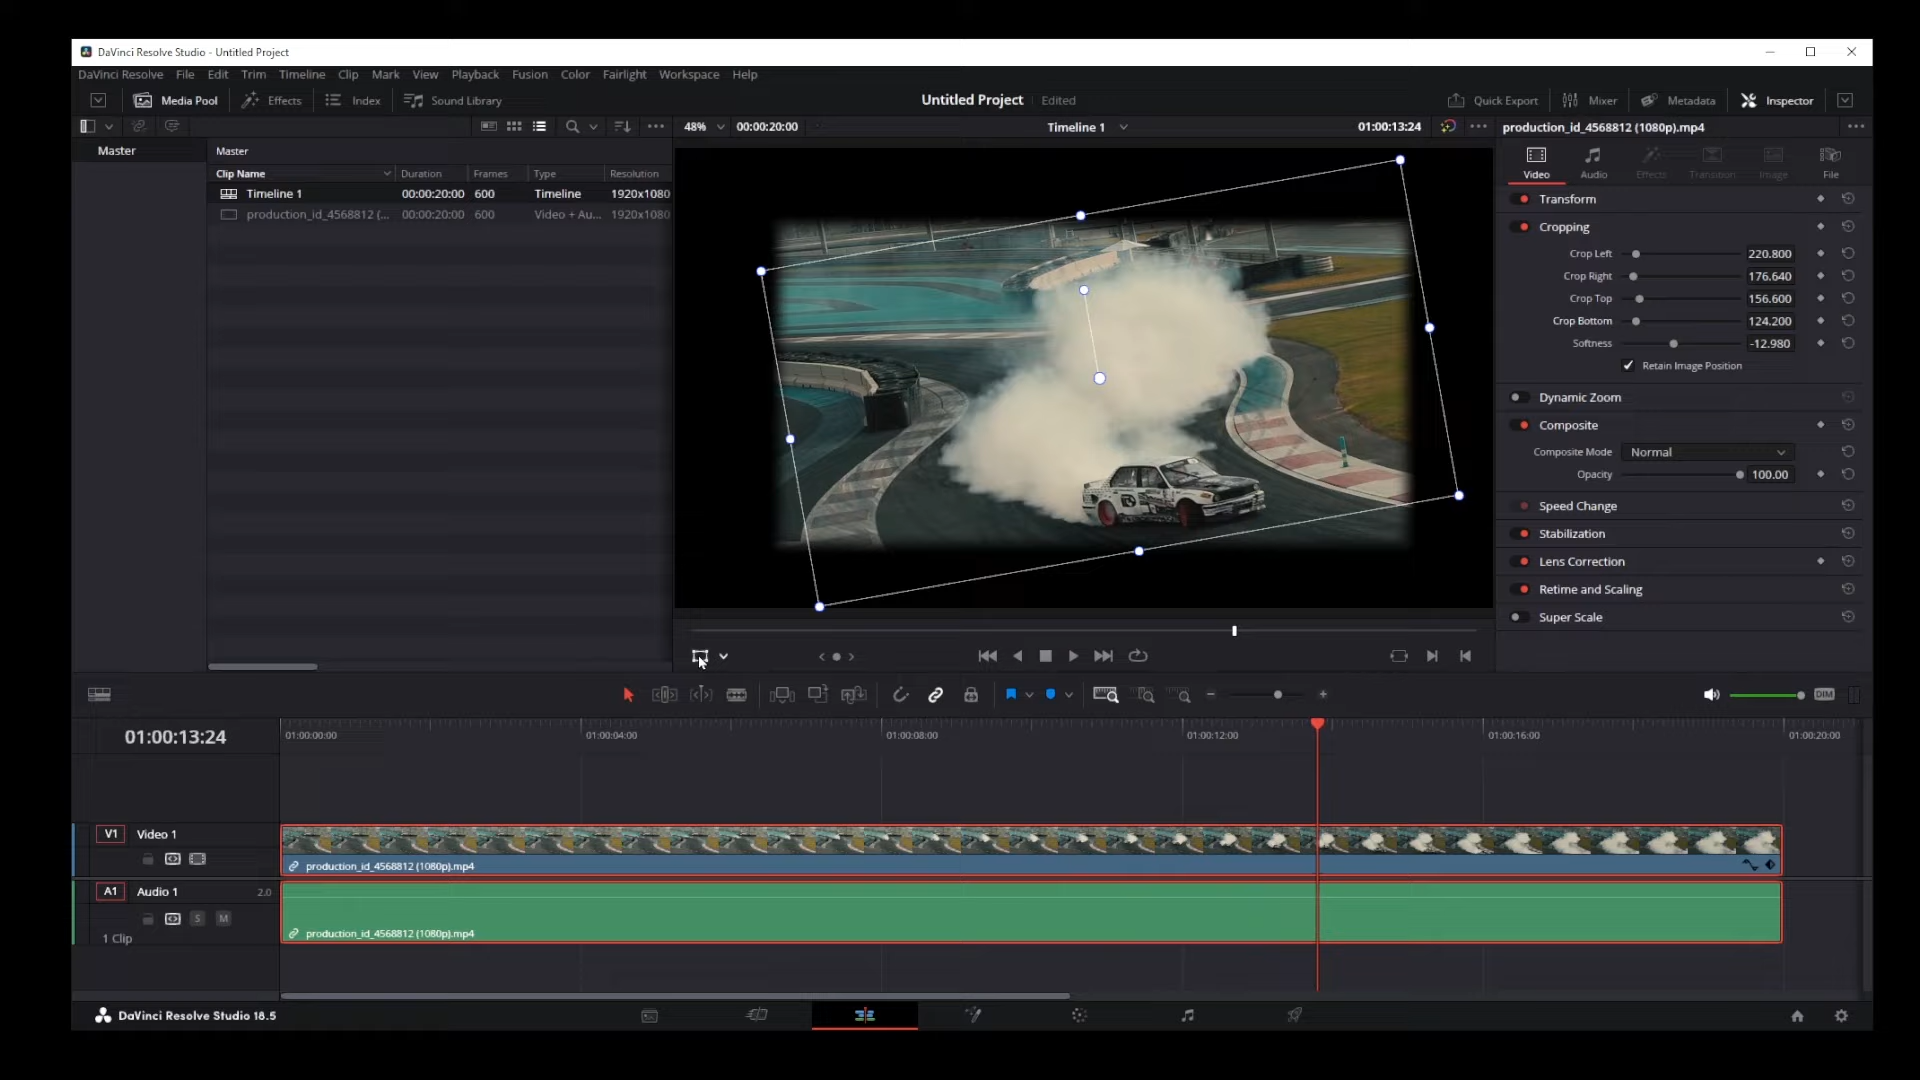 DaVinci Resolve Studio - Untitled Project
DaVinci Resolve File Edit Trim Timeline Clip Mark View Playback Fusion Color Fairlight Workspace Help
Media Pool Effects Index Sound Library Untitled Project Edited Quick Export Mixer Metadata Inspector
48% 00:00:20:00 Timeline 1 01:00:13:24 production_id_4568812 (1080p).mp4
Master Master
Clip Name Duration Frames Type Resolution
Timeline 1 00:00:20:00 600 Timeline 1920x1080
production_id_4568812 (... 00:00:20:00 600 Video + Au... 1920x1080
Video Audio Effects Transition Image File
Transform
Cropping
Crop Left 220.800
Crop Right 176.640
Crop Top 156.600
Crop Bottom 124.200
Softness -12.980
Retain Image Position
Dynamic Zoom
Composite
Composite Mode Normal
Opacity 100.00
Speed Change
Stabilization
Lens Correction
Retime and Scaling
Super Scale
DIM
01:00:13:24 01:00:00:00 01:00:04:00 01:00:08:00 01:00:12:00 01:00:16:00 01:00:20:00
V1 Video 1
production_id_4568812 (1080p).mp4
A1 Audio 1 2.0
S M
1 Clip
production_id_4568812 (1080p).mp4
DaVinci Resolve Studio 18.5